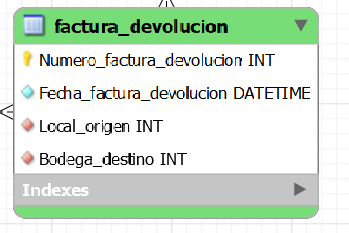 factura_devolucion
Numero_factura_devolucion INT
Fecha_factura_devolucion DATETIME
Local_origen INT
Bodega_destino INT
Indexes